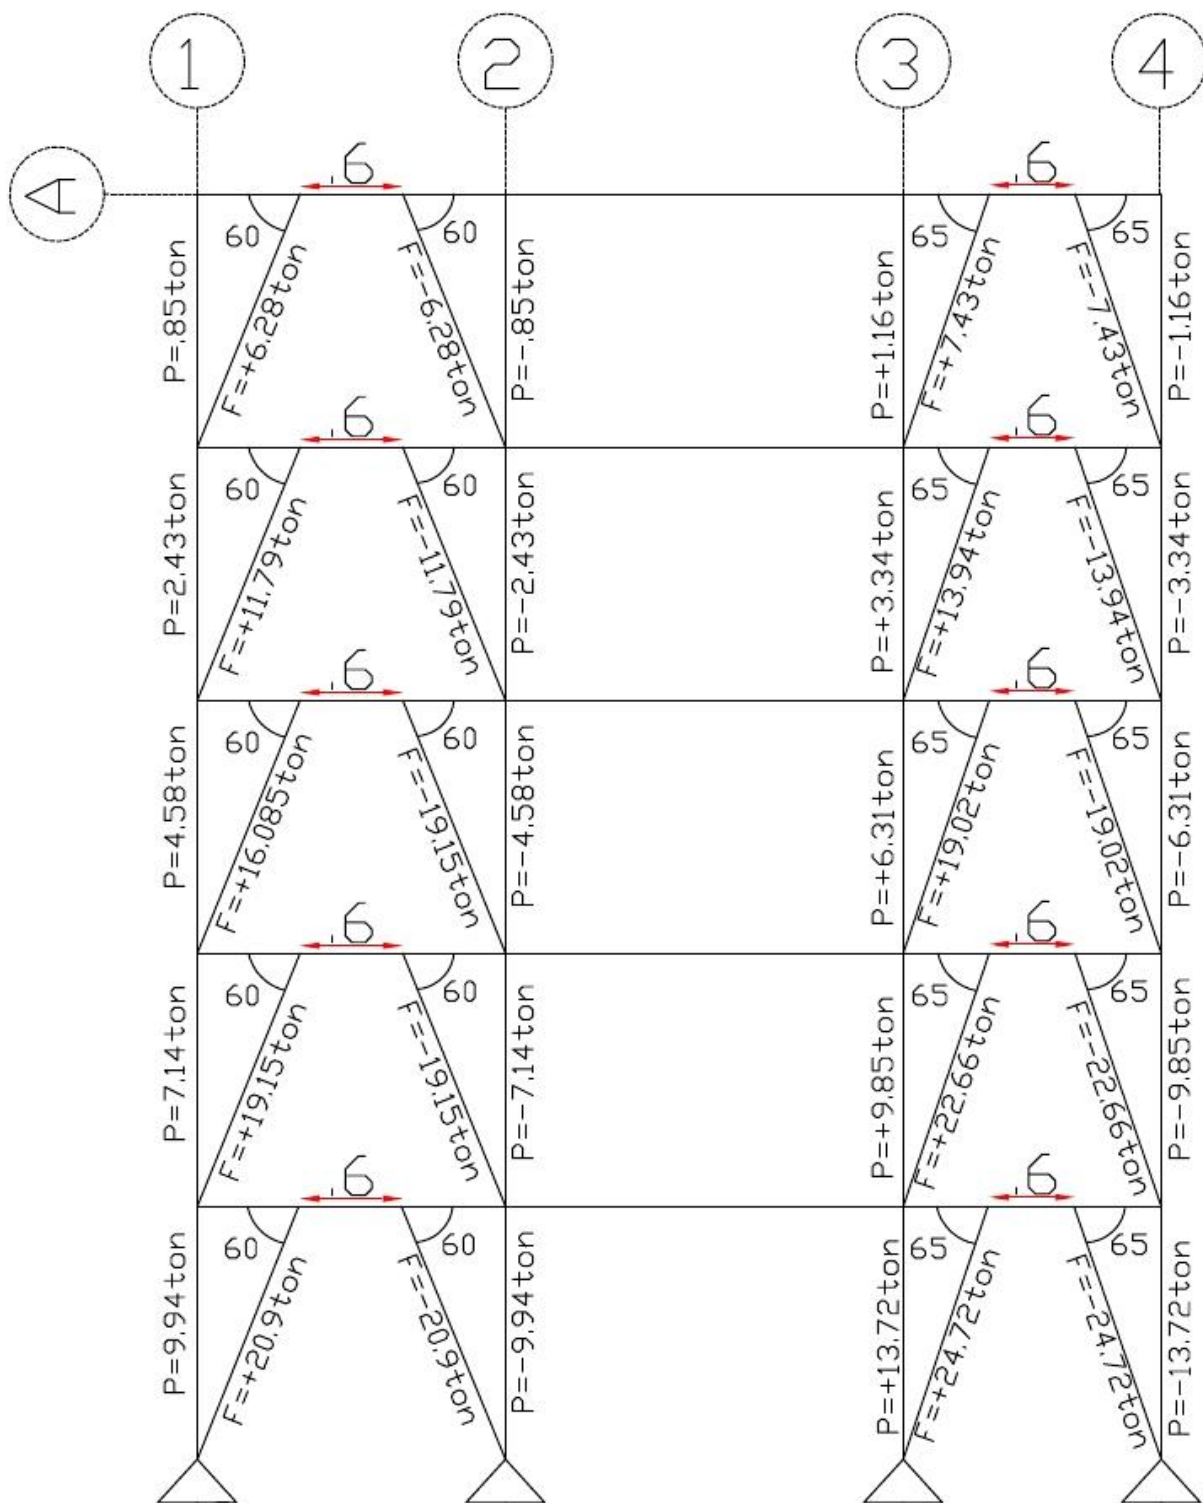 1
2
3
4
A
.6
.6
60
60
65
65
P=.85ton
F=+6.28ton
F=-6.28ton
P=-.85ton
P=+1.16ton
F=+7.43ton
F=-7.43ton
P=-1.16ton
.6
.6
60
60
65
65
P=2.43ton
F=+11.79ton
F=-11.79ton
P=-2.43ton
P=+3.34ton
F=+13.94ton
F=-13.94ton
P=-3.34ton
.6
.6
60
60
65
65
P=4.58ton
F=+16.085ton
F=-19.15ton
P=-4.58ton
P=+6.31ton
F=+19.02ton
F=-19.02ton
P=-6.31ton
.6
.6
60
60
65
65
P=7.14ton
F=+19.15ton
F=-19.15ton
P=-7.14ton
P=+9.85ton
F=+22.66ton
F=-22.66ton
P=-9.85ton
.6
.6
60
60
65
65
P=9.94ton
F=+20.9ton
F=-20.9ton
P=-9.94ton
P=+13.72ton
F=+24.72ton
F=-24.72ton
P=-13.72ton